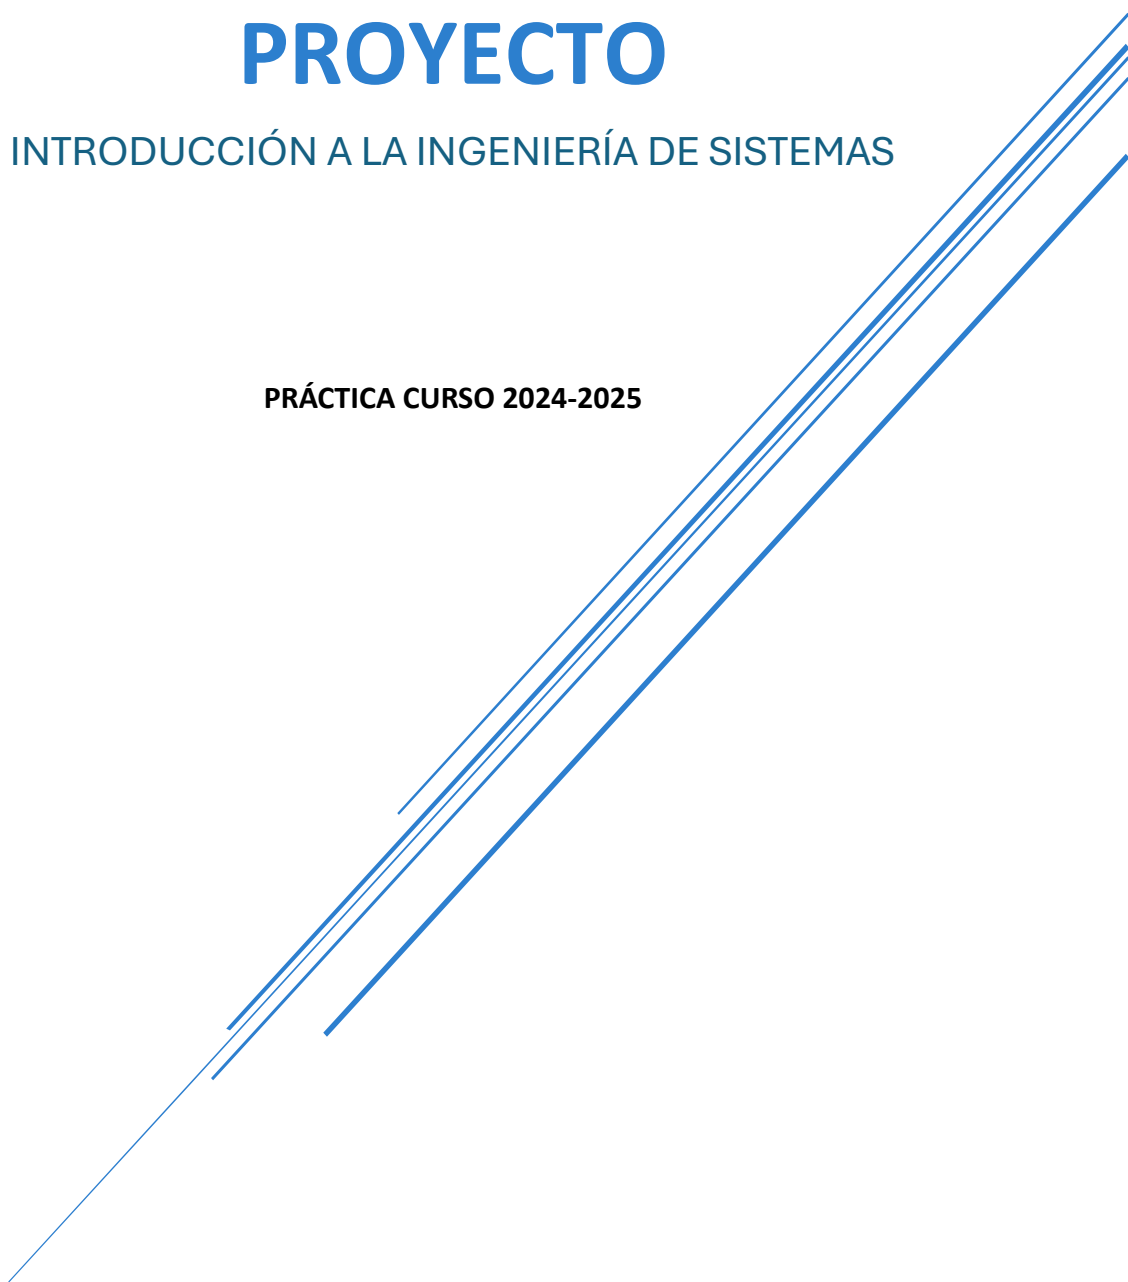 PROYECTO
INTRODUCCIÓN A LA INGENIERÍA DE SISTEMAS
PRÁCTICA CURSO 2024-2025